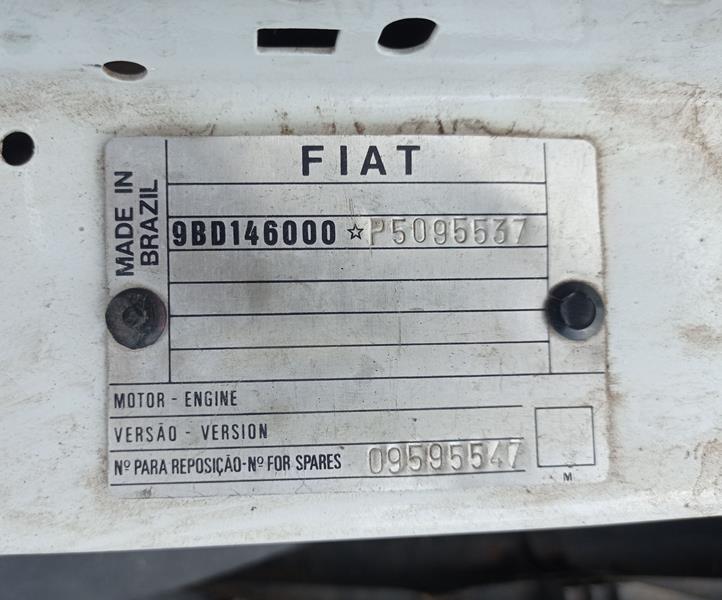 FIAT
MADE IN
BRAZIL
9BD146000☆P5095537
MOTOR - ENGINE
VERSÃO - VERSION
Nº PARA REPOSIÇÃO-Nº FOR SPARES 09595547
M